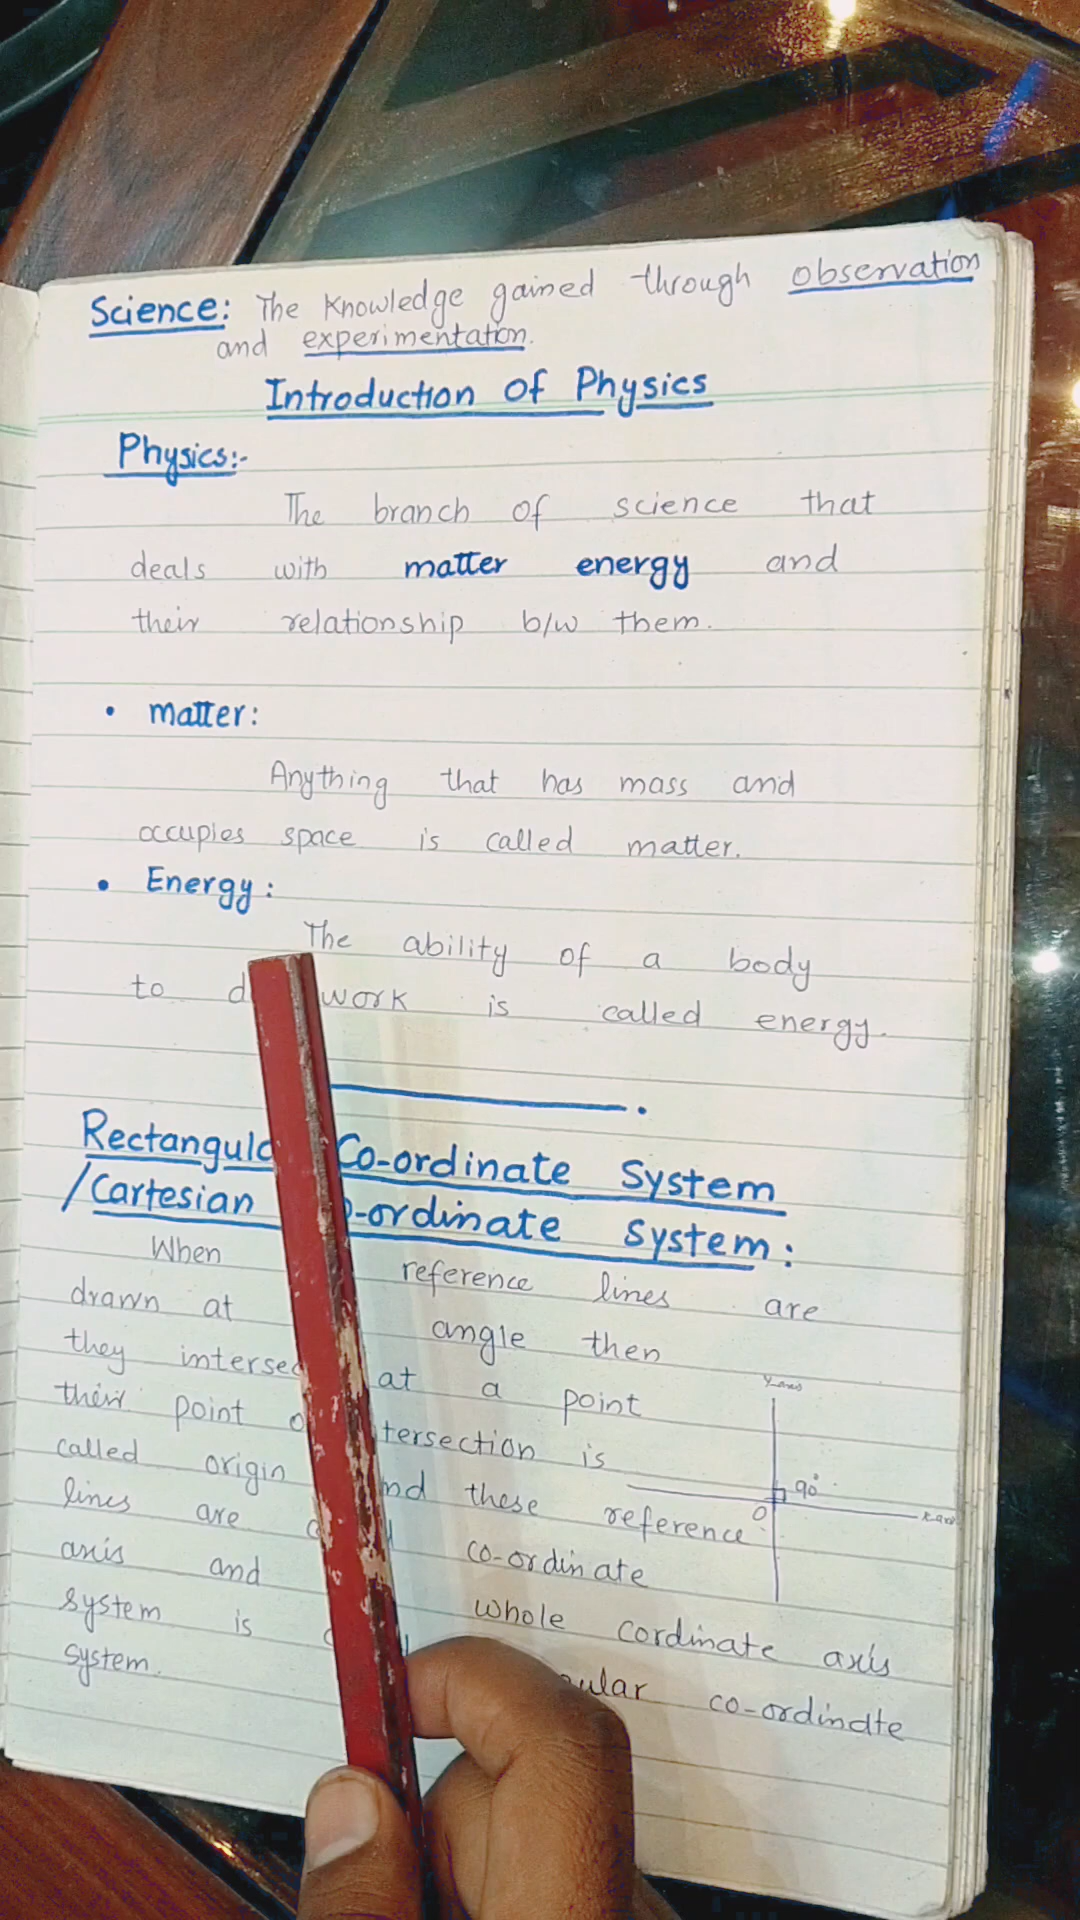 Science: The Knowledge gained through observation
and experimentation.
Introduction of Physics
Physics:-
The branch of science that
deals with matter energy and
their relationship b/w them.
• matter:
Anything that has mass and
occupies space is called matter.
• Energy:
The ability of a body
to d work is called energy.
Rectangula Co-ordinate System
/Cartesian o-ordinate System:
When reference lines are
drawn at angle then
they intersec at a point
their point o tersection is
called origin nd these reference
lines are co-ordinate
axis and whole cordinate axis
system is ular co-ordinate
system.
Y-axis
90°
O
X-axis